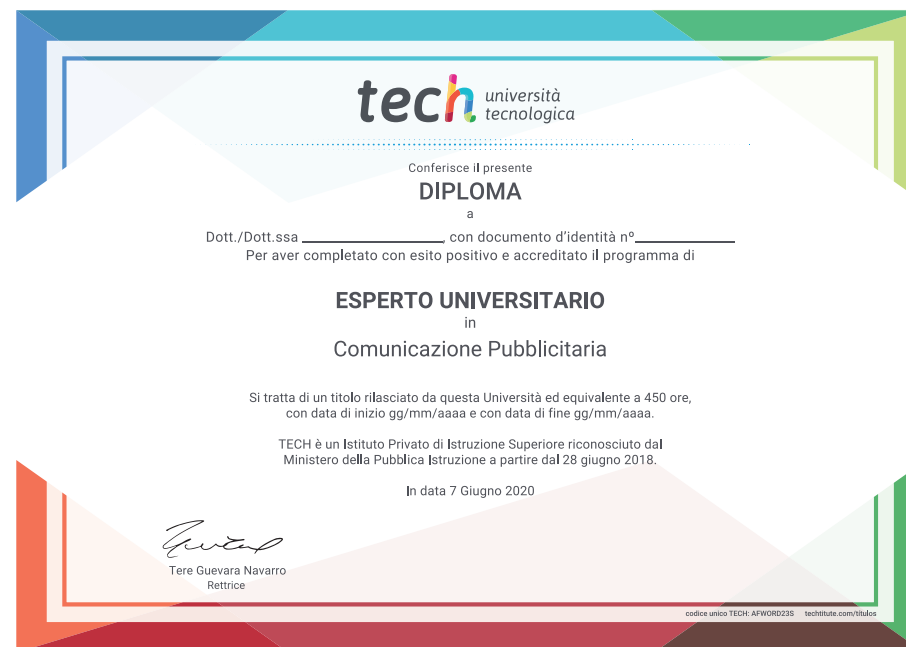 tech università
tecnologica
Conferisce il presente
DIPLOMA
a
Dott./Dott.ssa ____________________, con documento d'identità nº______________
Per aver completato con esito positivo e accreditato il programma di
ESPERTO UNIVERSITARIO
in
Comunicazione Pubblicitaria
Si tratta di un titolo rilasciato da questa Università ed equivalente a 450 ore,
con data di inizio gg/mm/aaaa e con data di fine gg/mm/aaaa.
TECH è un Istituto Privato di Istruzione Superiore riconosciuto dal
Ministero della Pubblica Istruzione a partire dal 28 giugno 2018.
In data 7 Giugno 2020
Tere Guevara Navarro
Rettrice
codice unico TECH: AFWORD23S techtitute.com/títulos